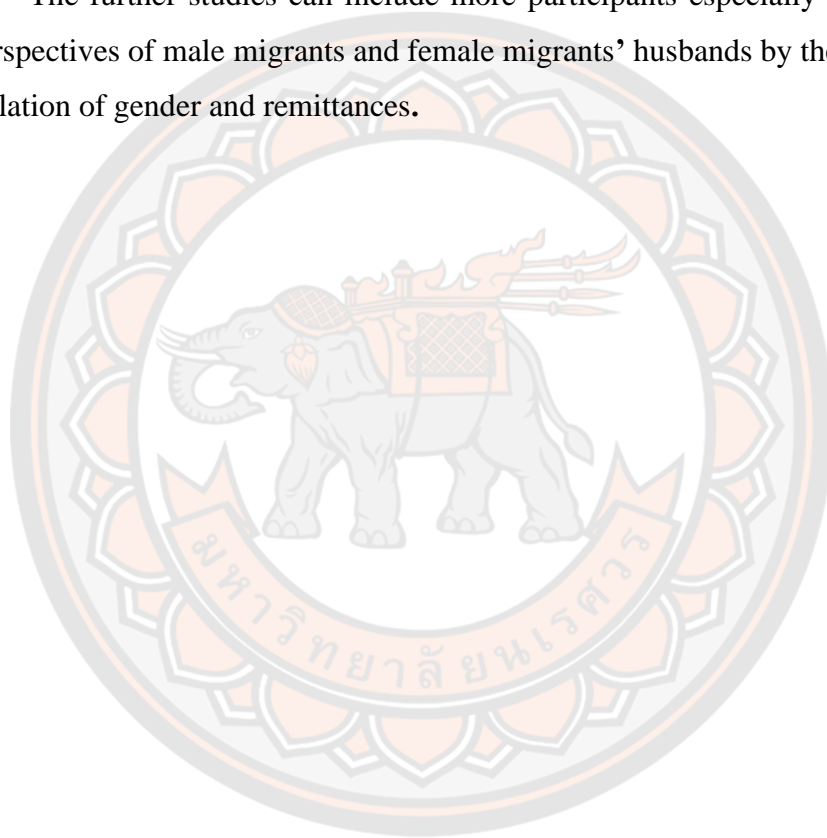 The further studies can include more participants especially
rspectives of male migrants and female migrants’ husbands by the
lation of gender and remittances.
มหาวิทยาลัยนเรศวร